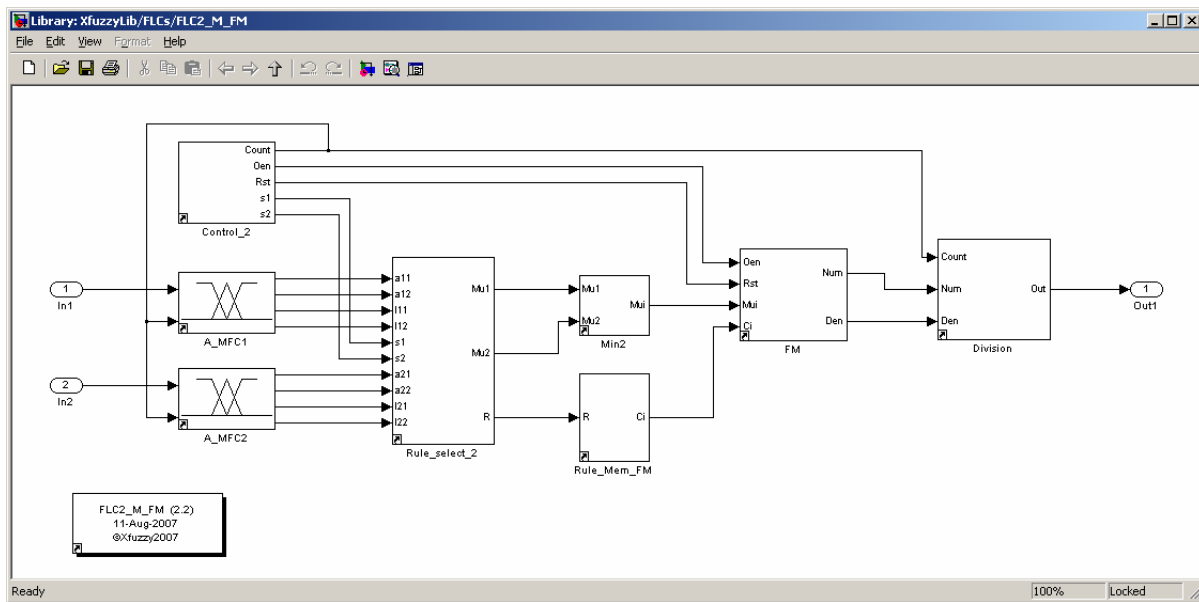 Library: XfuzzyLib/FLCs/FLC2_M_FM
File Edit View Format Help
Count
Oen
Rst
s1
s2
Control_2
1
In1
A_MFC1
2
In2
A_MFC2
a11
a12
l11
l12
s1
s2
a21
a22
l21
l22
Mu1
Mu2
R
Rule_select_2
Mu1
Mu2
Mui
Min2
R
Ci
Rule_Mem_FM
Oen
Rst
Mui
Ci
Num
Den
FM
Count
Num
Den
Out
Division
1
Out1
FLC2_M_FM (2.2)
11-Aug-2007
©Xfuzzy2007
Ready
100%
Locked